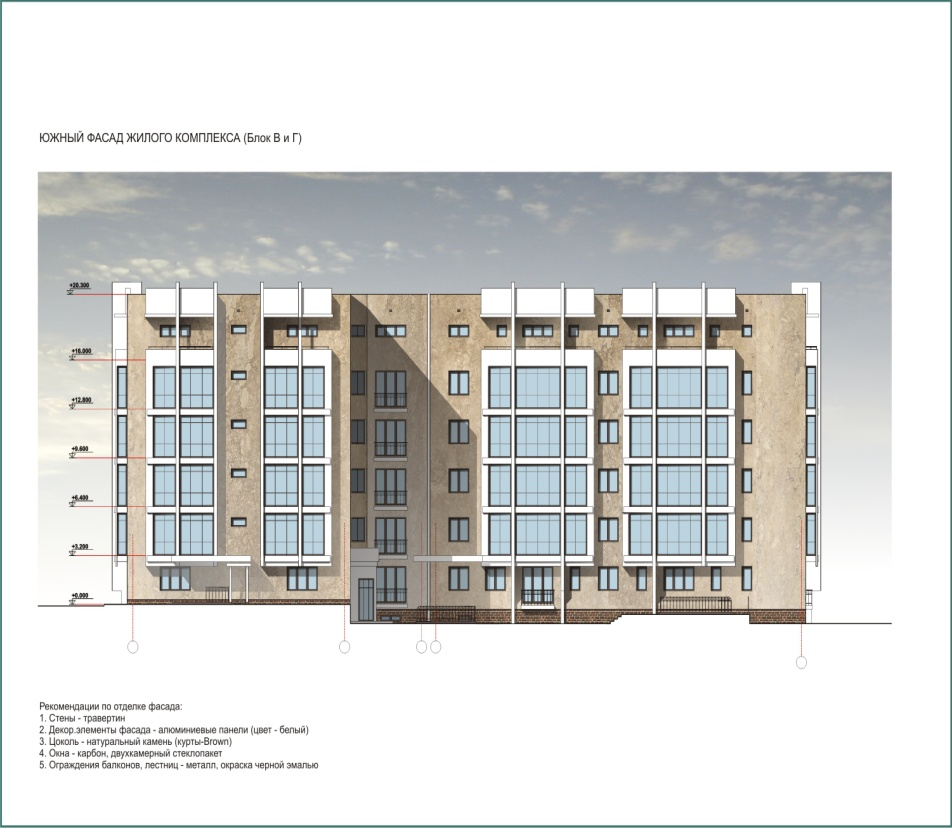 ЮЖНЫЙ ФАСАД ЖИЛОГО КОМПЛЕКСА (Блок В и Г)
+20.300
+16.000
+12.800
+9.600
+6.400
+3.200
+0.000
Рекомендации по отделке фасада:
1. Стены - травертин
2. Декор.элементы фасада - алюминиевые панели (цвет - белый)
3. Цоколь - натуральный камень (курты-Brown)
4. Окна - карбон, двухкамерный стеклопакет
5. Ограждения балконов, лестниц - металл, окраска черной эмалью